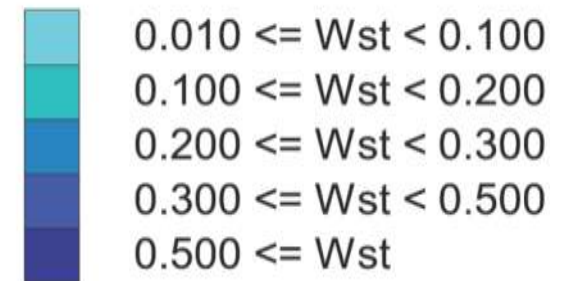 0.010 <= Wst < 0.100
0.100 <= Wst < 0.200
0.200 <= Wst < 0.300
0.300 <= Wst < 0.500
0.500 <= Wst